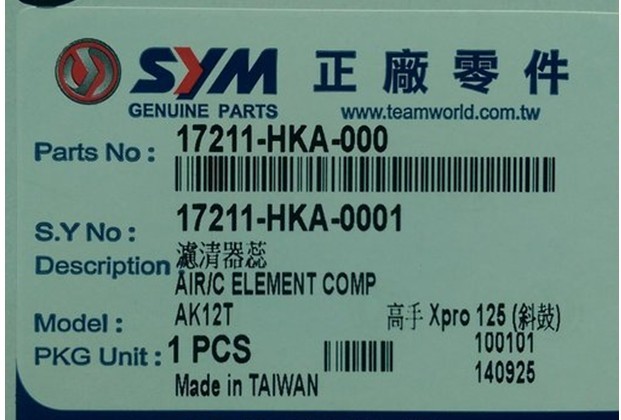 SYM 正廠零件
GENUINE PARTS www.teamworld.com.tw
Parts No : 17211-HKA-000
S.Y No : 17211-HKA-0001
Description 濾清器蕊
AIR/C ELEMENT COMP
Model : AK12T 高手 Xpro 125 (斜鼓)
PKG Unit : 1 PCS 100101
Made in TAIWAN 140925